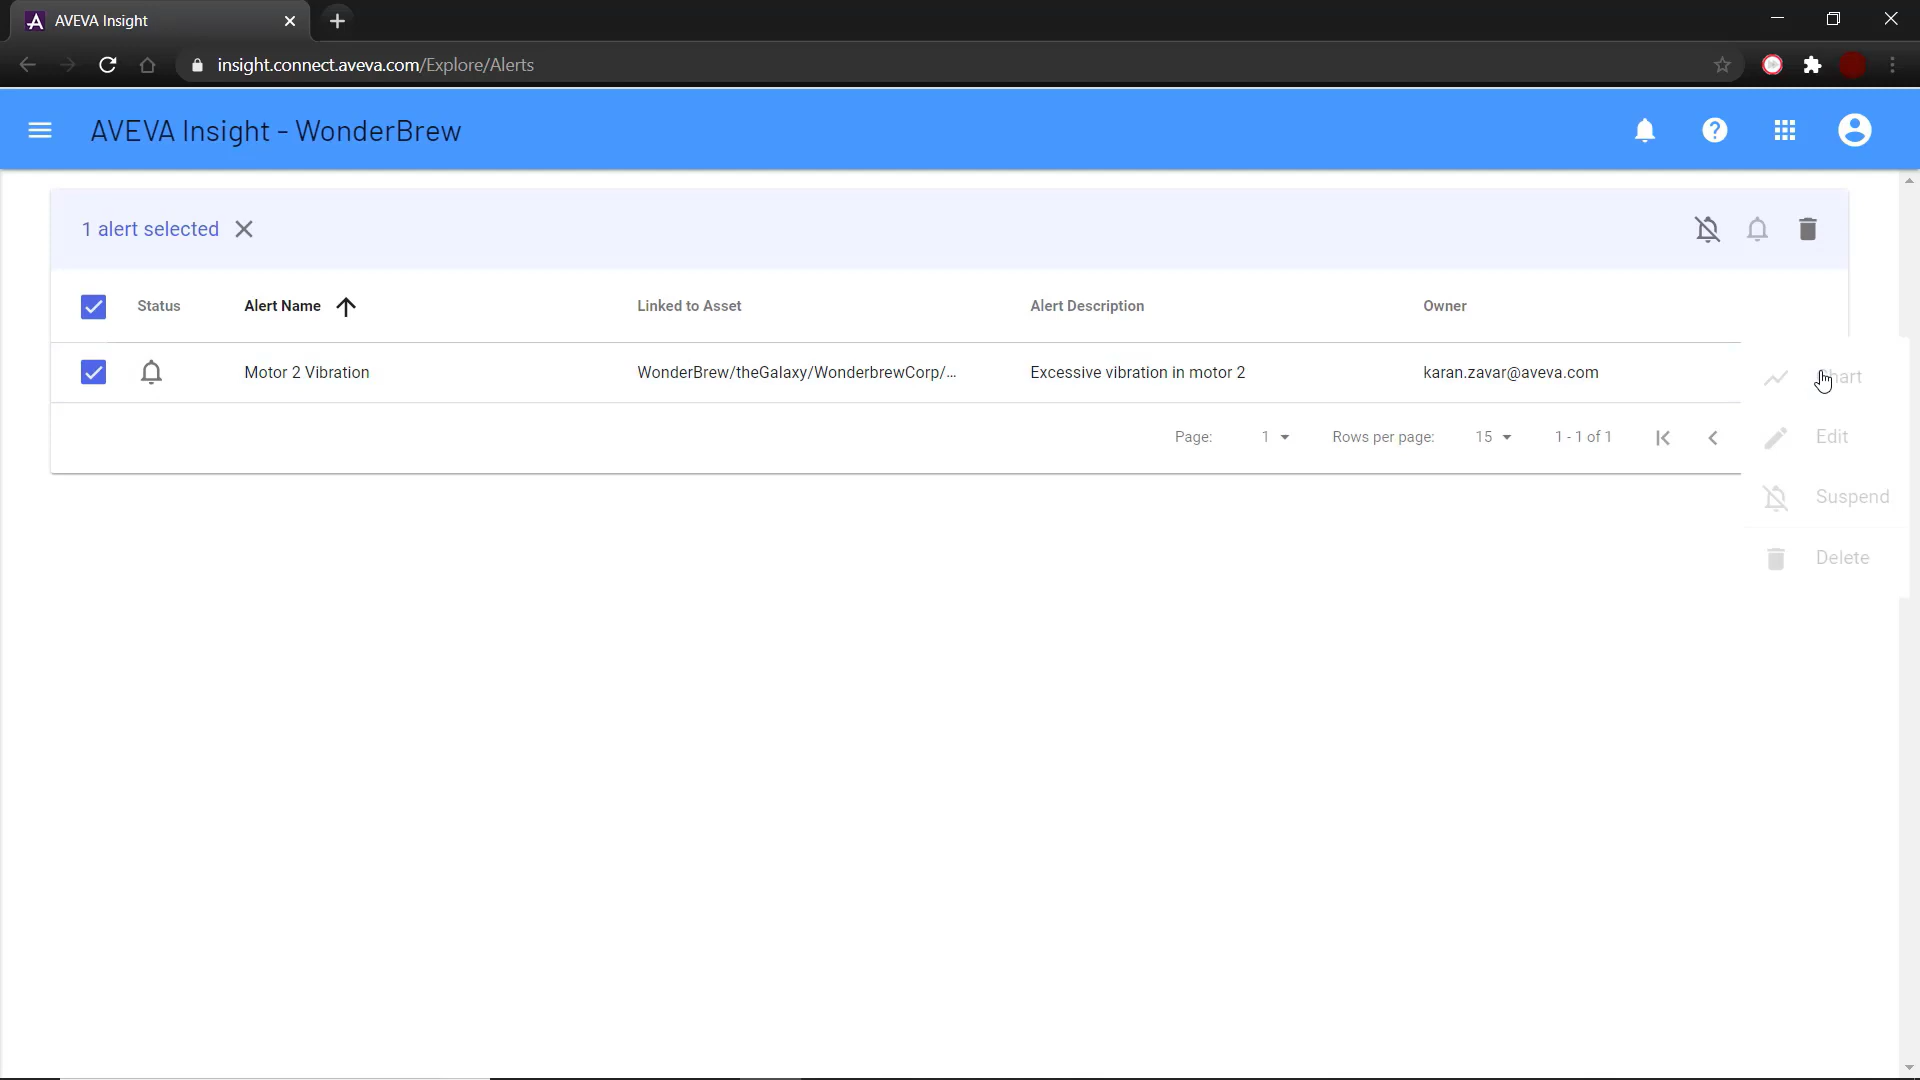 AVEVA Insight
insight.connect.aveva.com/Explore/Alerts
AVEVA Insight - WonderBrew
1 alert selected
Status Alert Name Linked to Asset Alert Description Owner
Motor 2 Vibration WonderBrew/theGalaxy/WonderbrewCorp/... Excessive vibration in motor 2 karan.zavar@aveva.com
Chart
Page: 1 Rows per page: 15 1 - 1 of 1
Edit
Suspend
Delete